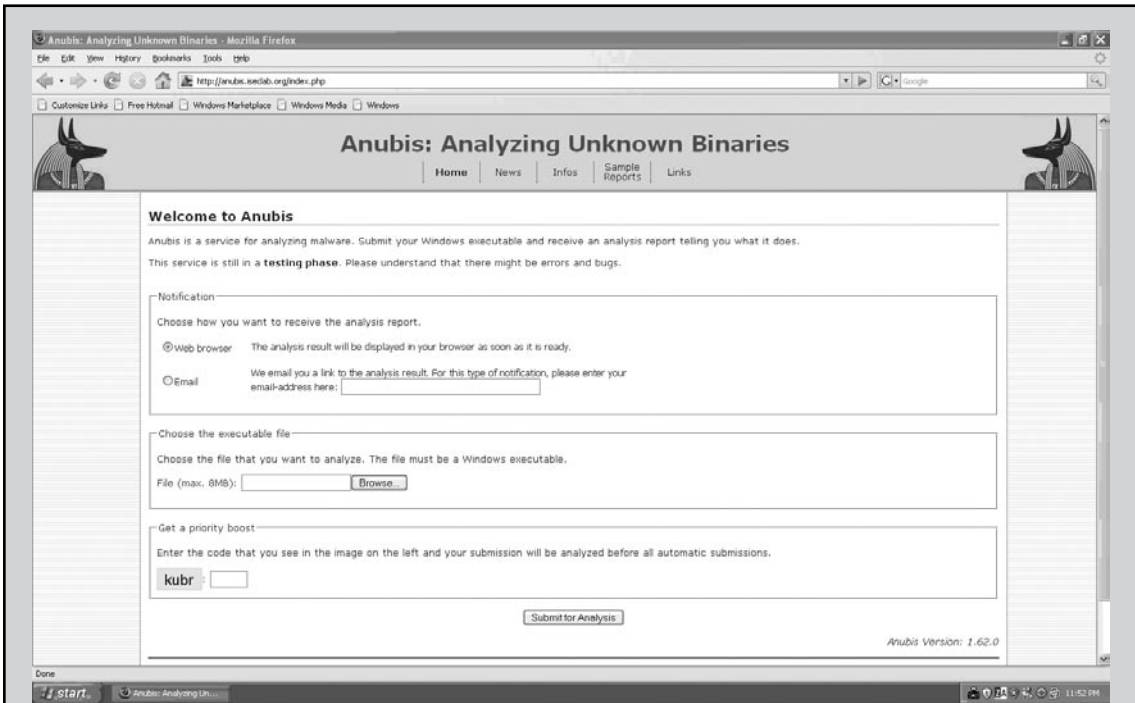 Anubis: Analyzing Unknown Binaries - Mozilla Firefox
File Edit View History Bookmarks Tools Help
http://anubis.iseclab.org/index.php
Google
Customize Links Free Hotmail Windows Marketplace Windows Media Windows
Anubis: Analyzing Unknown Binaries
Home News Infos Sample Reports Links
Welcome to Anubis
Anubis is a service for analyzing malware. Submit your Windows executable and receive an analysis report telling you what it does.
This service is still in a testing phase. Please understand that there might be errors and bugs.
Notification
Choose how you want to receive the analysis report.
Web browser The analysis result will be displayed in your browser as soon as it is ready.
Email We email you a link to the analysis result. For this type of notification, please enter your
email-address here:
Choose the executable file
Choose the file that you want to analyze. The file must be a Windows executable.
File (max. 8MB): Browse...
Get a priority boost
Enter the code that you see in the image on the left and your submission will be analyzed before all automatic submissions.
kubr :
Submit for Analysis
Anubis Version: 1.62.0
Done
start Anubis: Analyzing Un... 11:52 PM